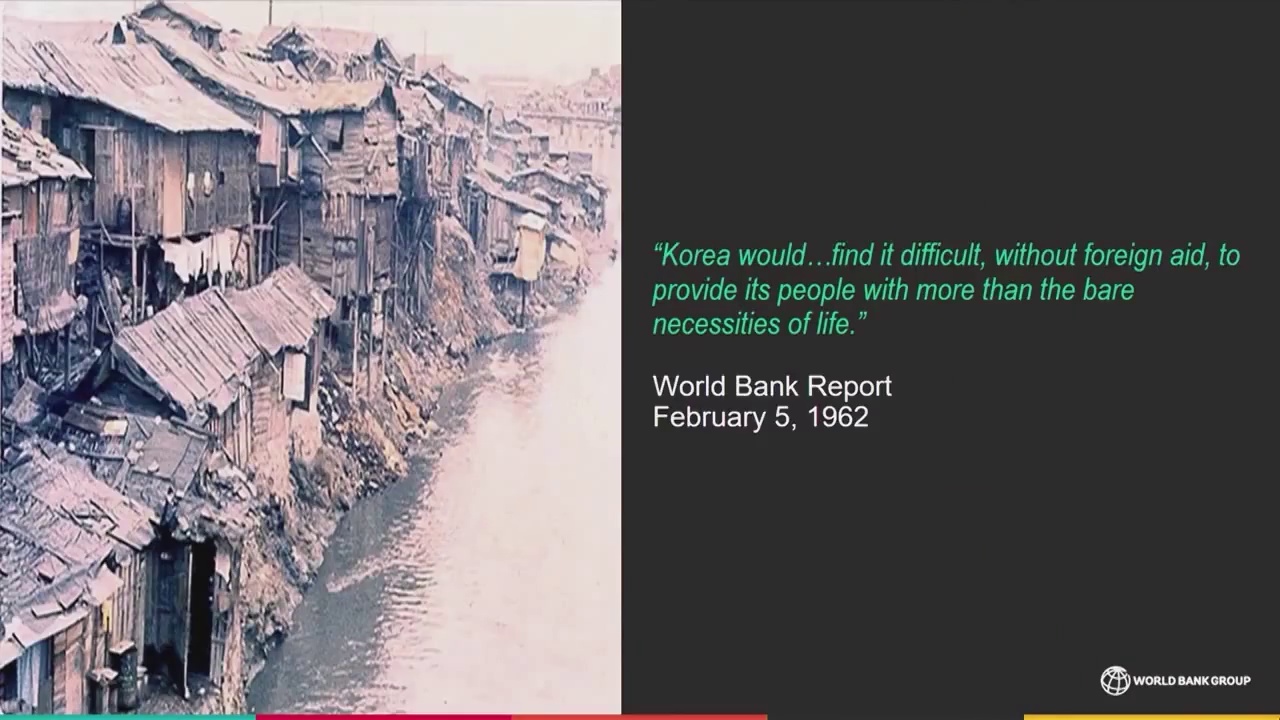 “Korea would…find it difficult, without foreign aid, to
provide its people with more than the bare
necessities of life.”
World Bank Report
February 5, 1962
WORLD BANK GROUP